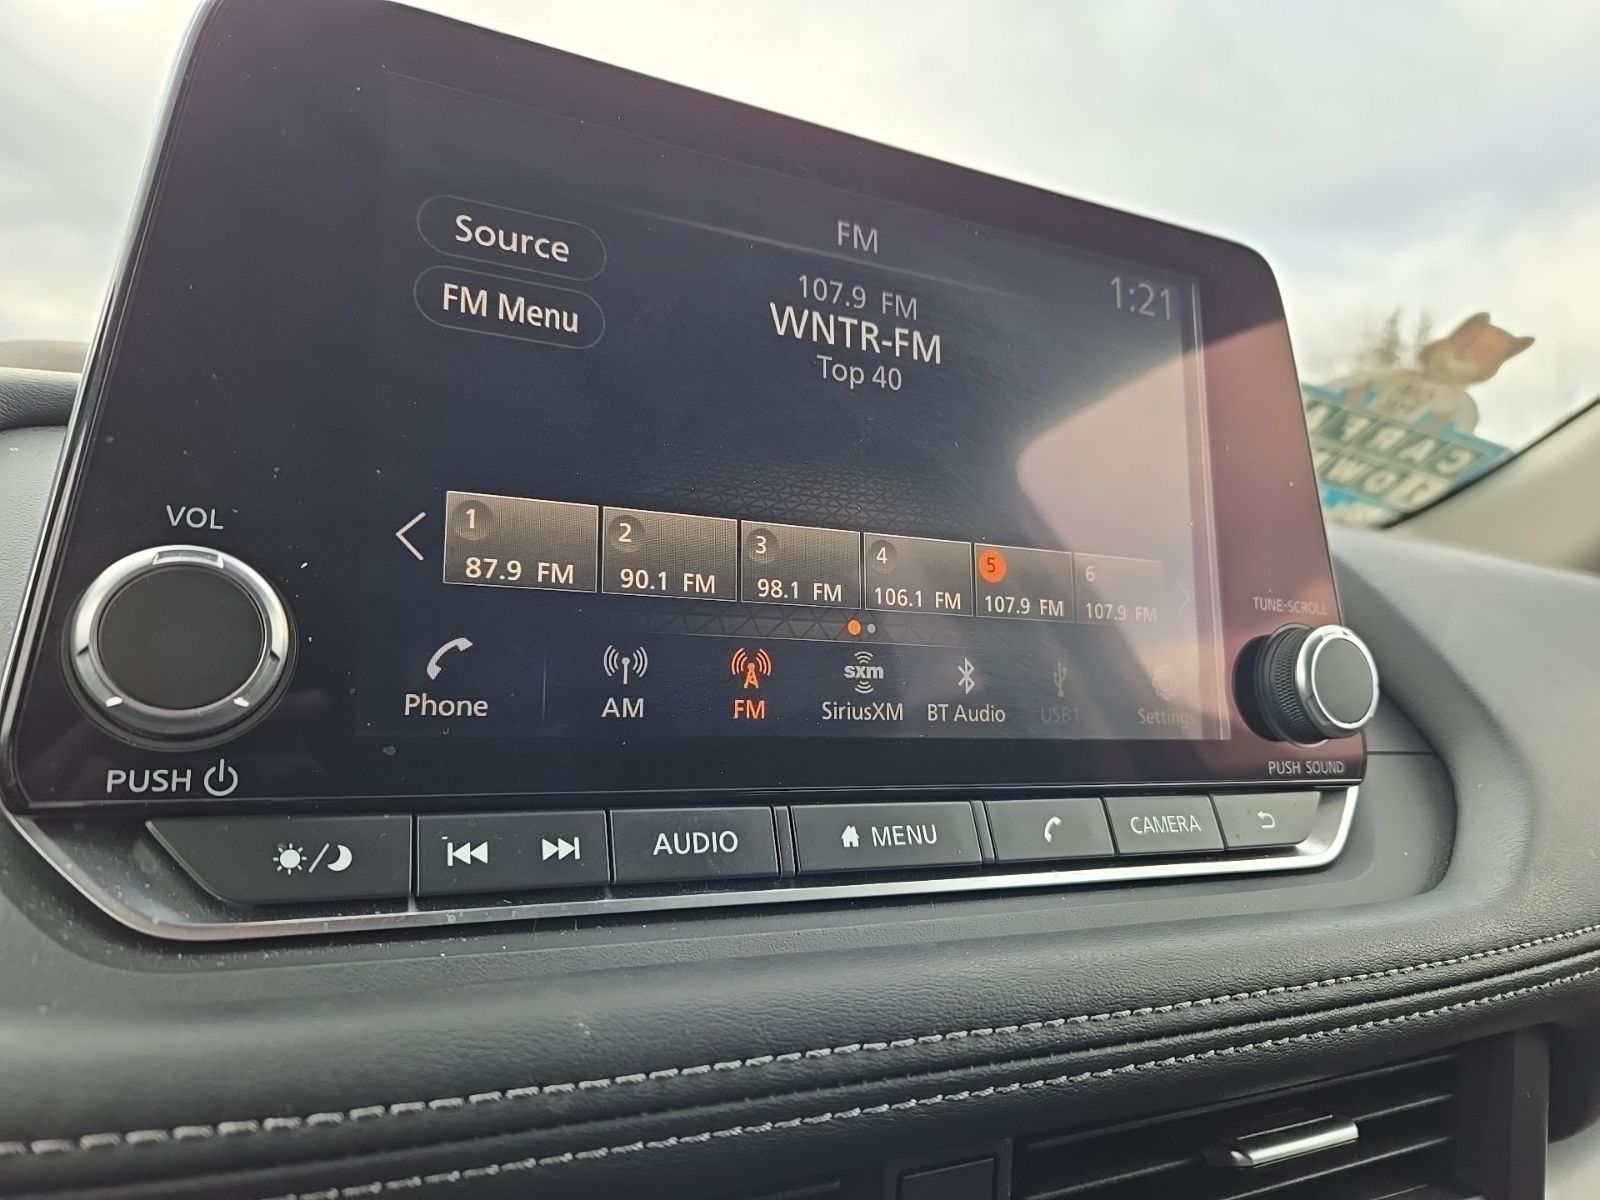 FM
Source
107.9 FM
1:21
FM Menu
WNTR-FM
Top 40
1
2
3
4
5
6
87.9 FM
90.1 FM
98.1 FM
106.1 FM
107.9 FM
107.9 FM
VOL
TUNE·SCROLL
Phone
AM
FM
sxm
SiriusXM
BT Audio
USB1
Settings
PUSH
PUSH SOUND
AUDIO
MENU
CAMERA